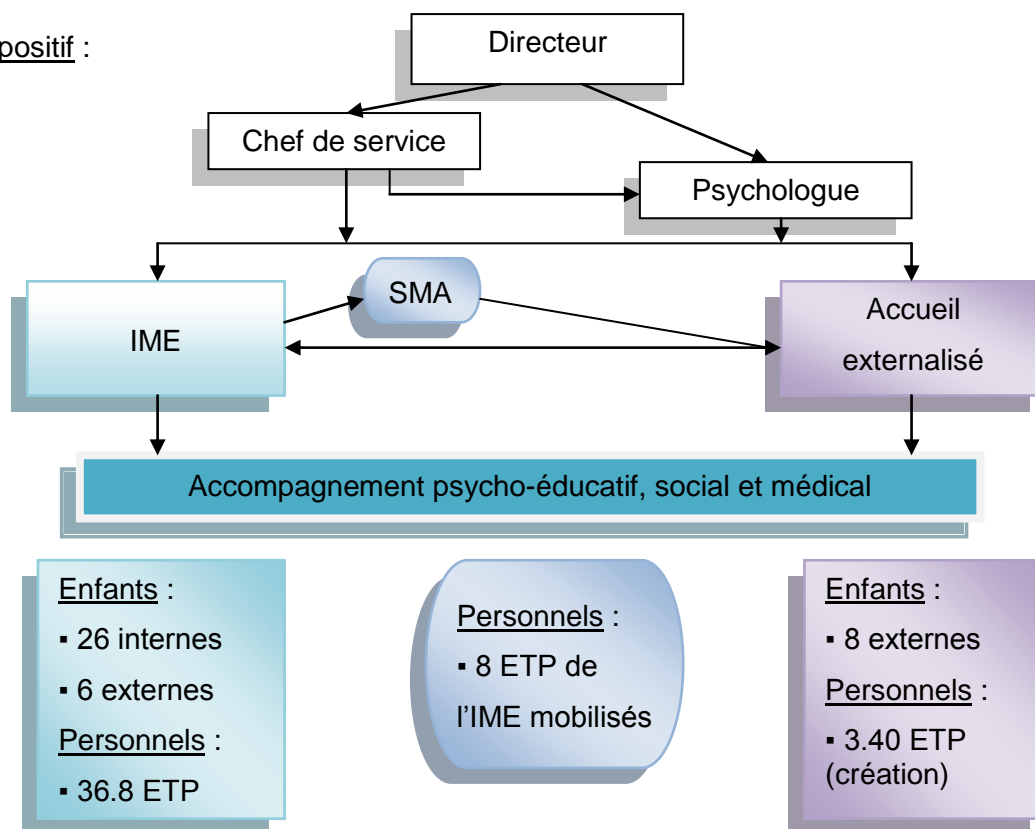 positif :
Directeur
Chef de service
Psychologue
SMA
IME
Accueil
externalisé
Accompagnement psycho-éducatif, social et médical
Enfants :
▪ 26 internes
▪ 6 externes
Personnels :
▪ 36.8 ETP
Personnels :
▪ 8 ETP de
l’IME mobilisés
Enfants :
▪ 8 externes
Personnels :
▪ 3.40 ETP
(création)